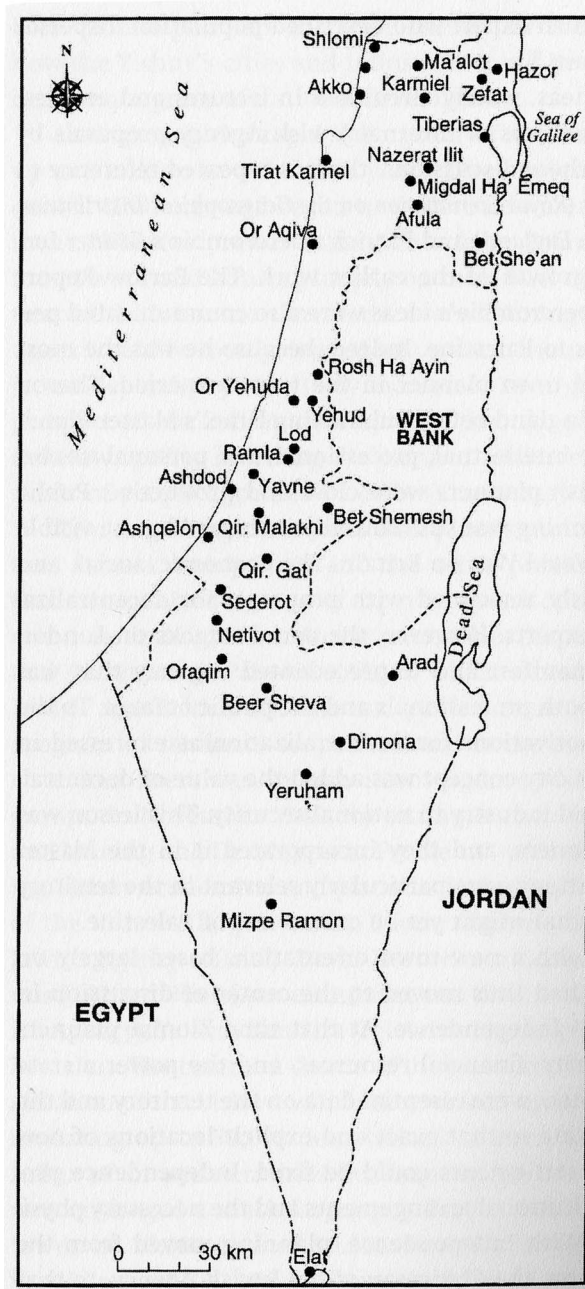 N
Mediterranean Sea
Shlomi
Ma'alot
Hazor
Karmiel
Akko
Zefat
Tiberias
Sea of
Galilee
Nazerat Ilit
Tirat Karmel
Migdal Ha' Emeq
Afula
Or Aqiva
Bet She'an
Rosh Ha Ayin
Or Yehuda
Yehud
WEST
BANK
Lod
Ramla
Ashdod
Yavne
Bet Shemesh
Qir. Malakhi
Ashqelon
Qir. Gat
Dead Sea
Sederot
Netivot
Arad
Ofaqim
Beer Sheva
Dimona
Yeruham
JORDAN
Mizpe Ramon
EGYPT
0 30 km
Elat